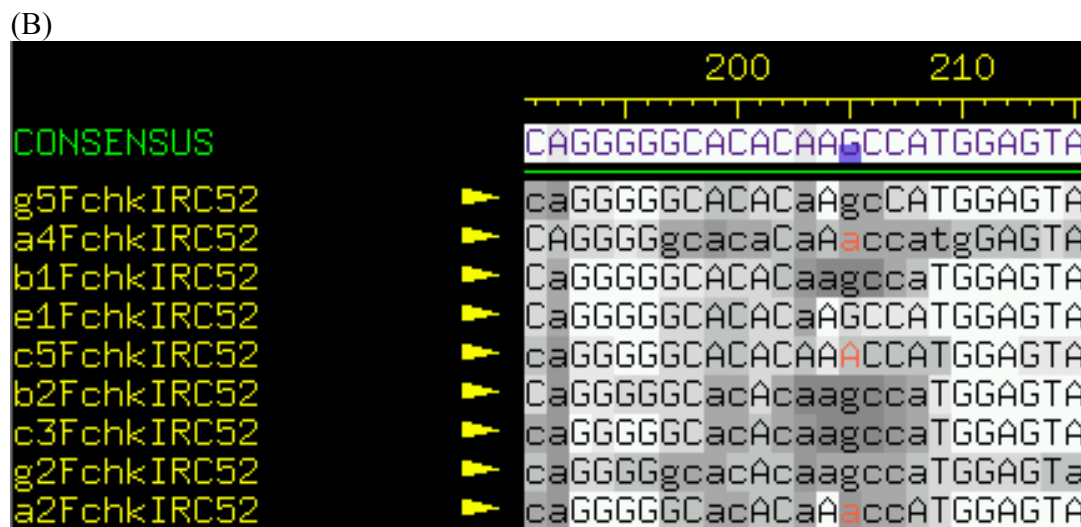 (B)
200 210
CONSENSUS CAGGGGGCACACAAGCCATGGAGTA
g5FchkIRC52 caGGGGGCACACaAgcCATGGAGTA
a4FchkIRC52 CAGGGGgcacaCaAaccatgGAGTA
b1FchkIRC52 CaGGGGGCACACaagccaTGGAGTA
e1FchkIRC52 CaGGGGGCACACaAGCCATGGAGTA
c5FchkIRC52 caGGGGGCACACAAACCATGGAGTA
b2FchkIRC52 CaGGGGGCacAcaagccaTGGAGTA
c3FchkIRC52 caGGGGGCacAcaagccaTGGAGTA
g2FchkIRC52 caGGGGgcacAcaagccaTGGAGTa
a2FchkIRC52 caGGGGGCacACaAaccATGGAGTA